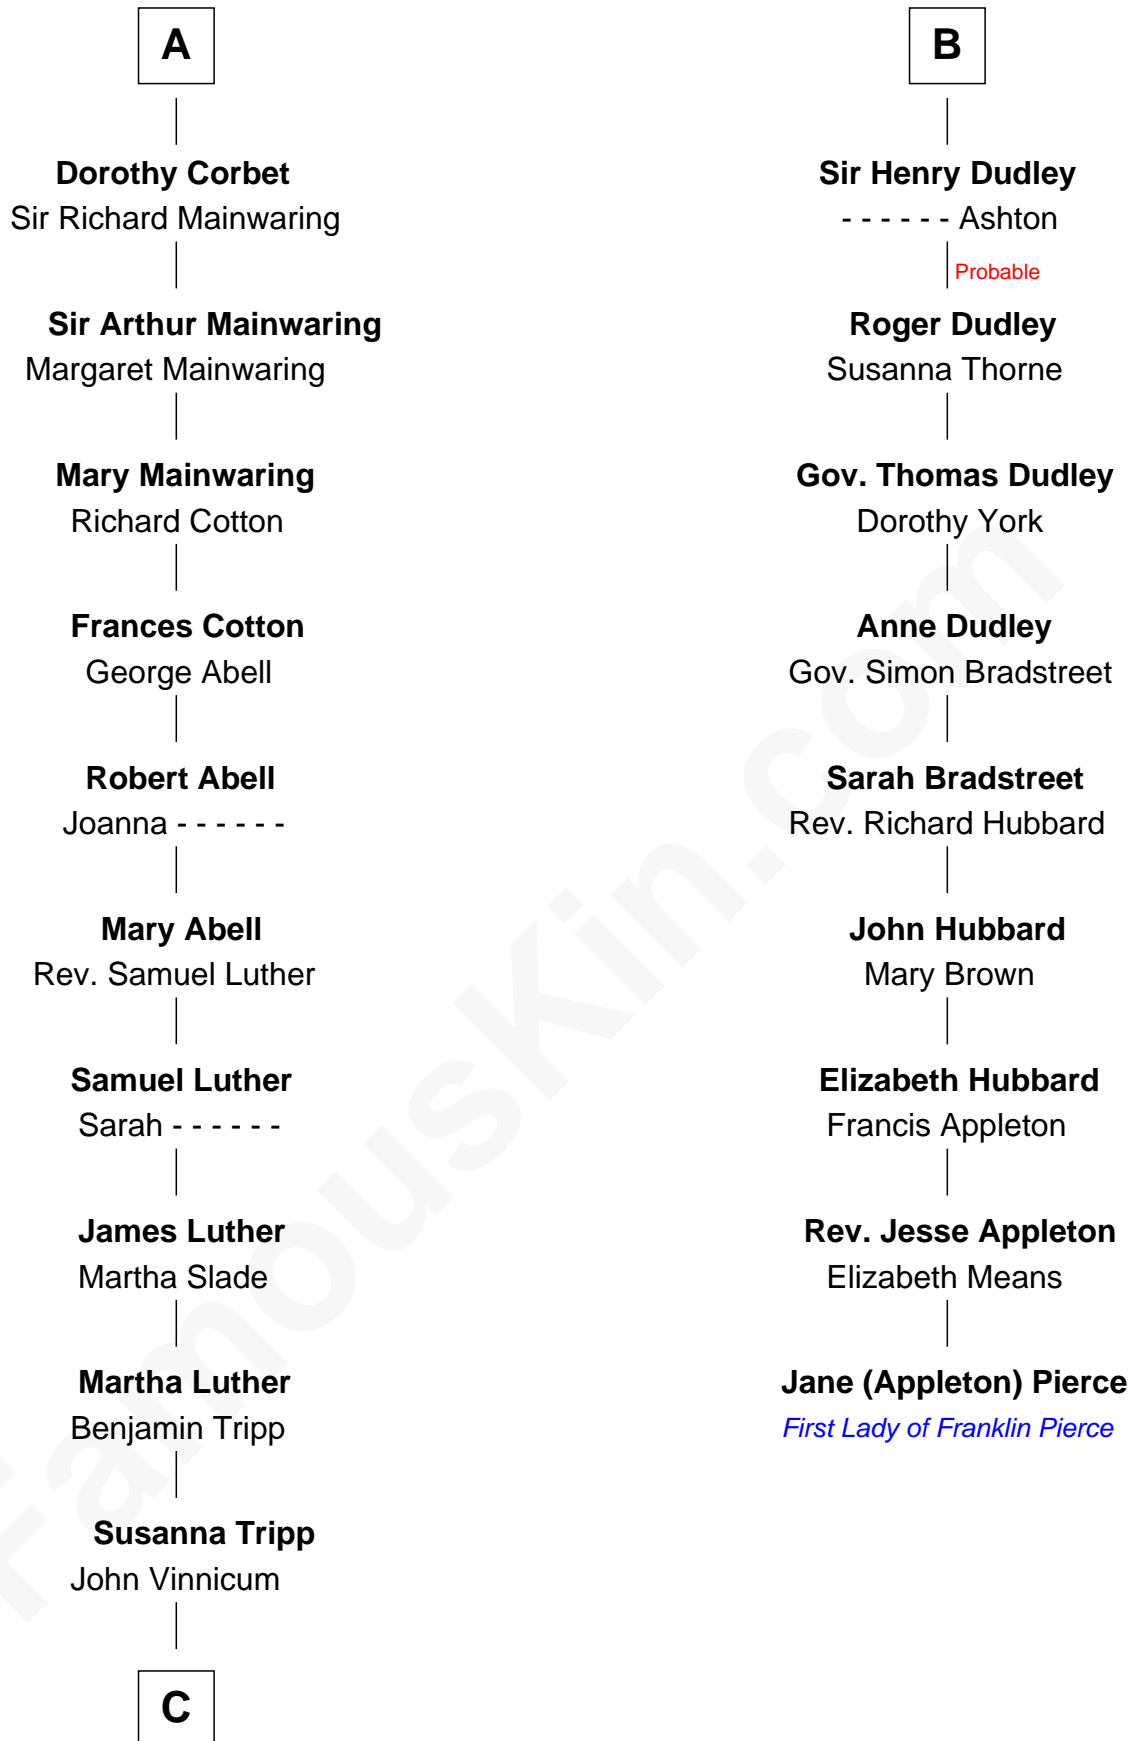 A
Dorothy Corbet
Sir Richard Mainwaring
Sir Arthur Mainwaring
Margaret Mainwaring
Mary Mainwaring
Richard Cotton
Frances Cotton
George Abell
Robert Abell
Joanna - - - - - -
Mary Abell
Rev. Samuel Luther
Samuel Luther
Sarah - - - - - -
James Luther
Martha Slade
Martha Luther
Benjamin Tripp
Susanna Tripp
John Vinnicum
C
B
Sir Henry Dudley
- - - - - - Ashton
Probable
Roger Dudley
Susanna Thorne
Gov. Thomas Dudley
Dorothy York
Anne Dudley
Gov. Simon Bradstreet
Sarah Bradstreet
Rev. Richard Hubbard
John Hubbard
Mary Brown
Elizabeth Hubbard
Francis Appleton
Rev. Jesse Appleton
Elizabeth Means
Jane (Appleton) Pierce
First Lady of Franklin Pierce
FamousKin.com